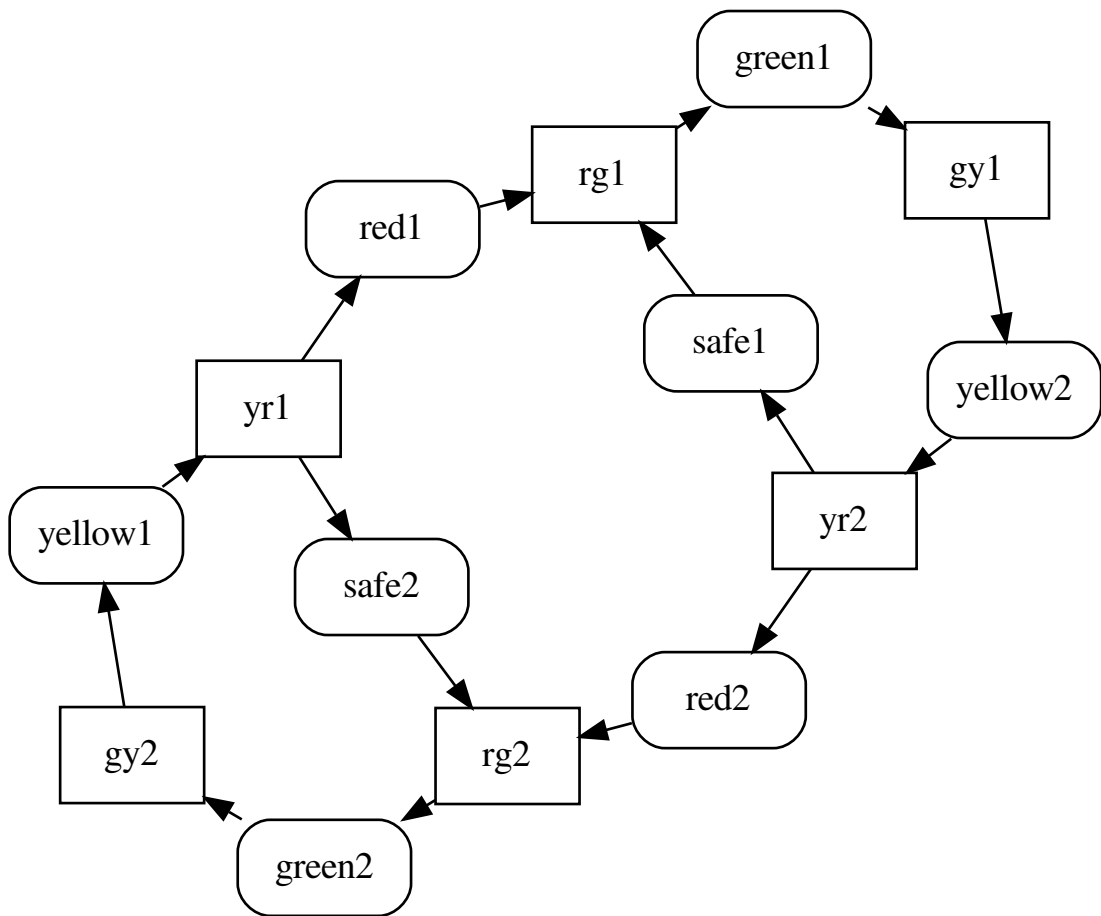 green1
rg1
gy1
red1
safe1
yellow2
yr1
yr2
yellow1
safe2
red2
gy2
rg2
green2